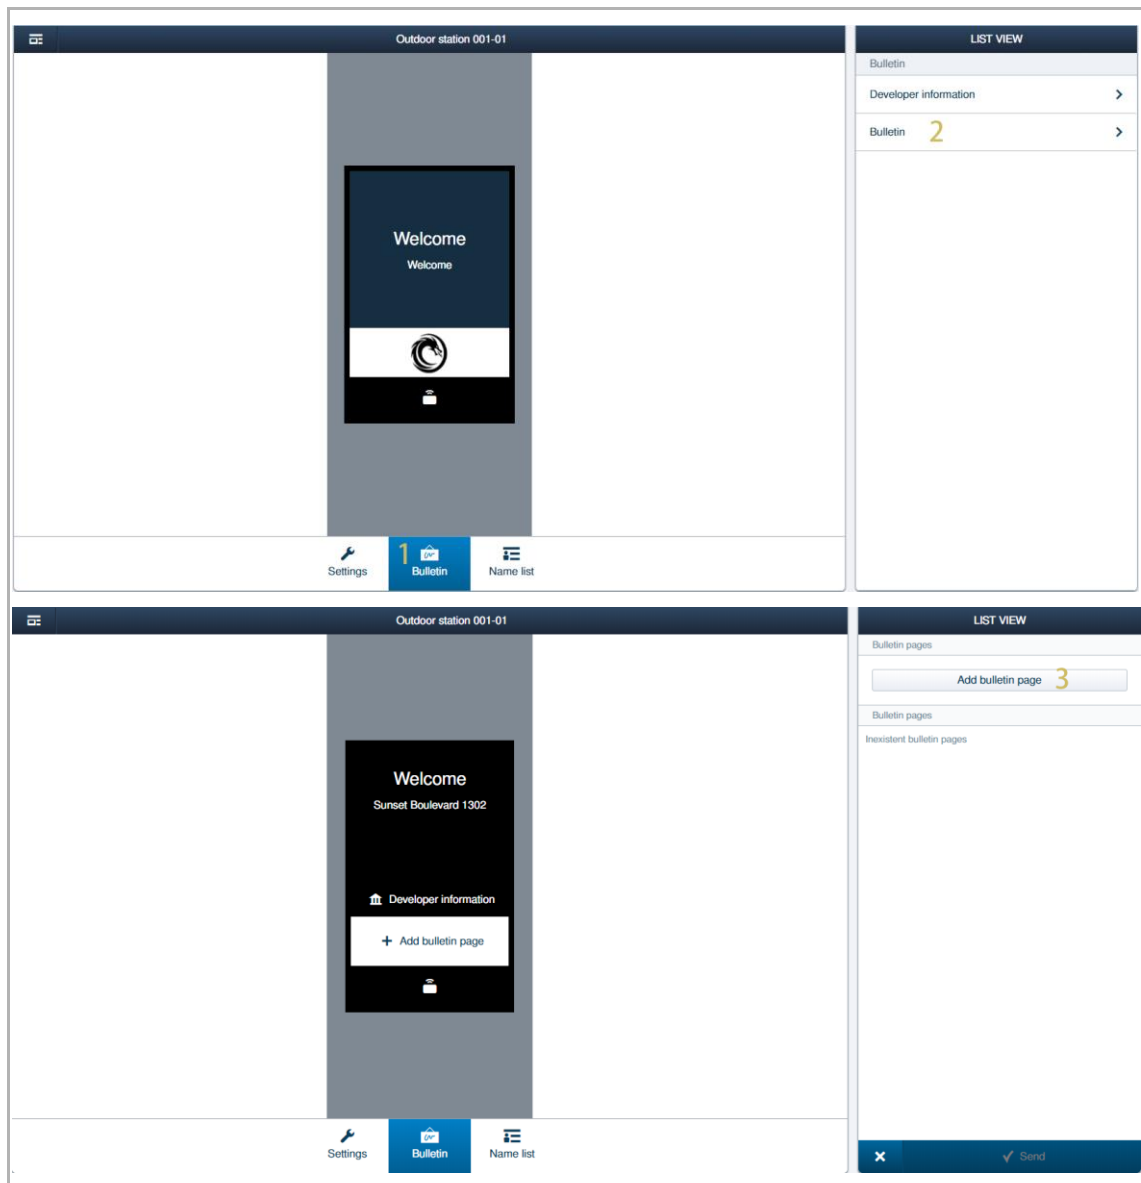 Outdoor station 001-01
LIST VIEW
Bulletin
Developer information
Bulletin 2
Welcome
Welcome
1
Settings
Bulletin
Name list
Outdoor station 001-01
LIST VIEW
Bulletin pages
Add bulletin page 3
Bulletin pages
Inexistent bulletin pages
Welcome
Sunset Boulevard 1302
Developer information
+ Add bulletin page
Settings
Bulletin
Name list
Send